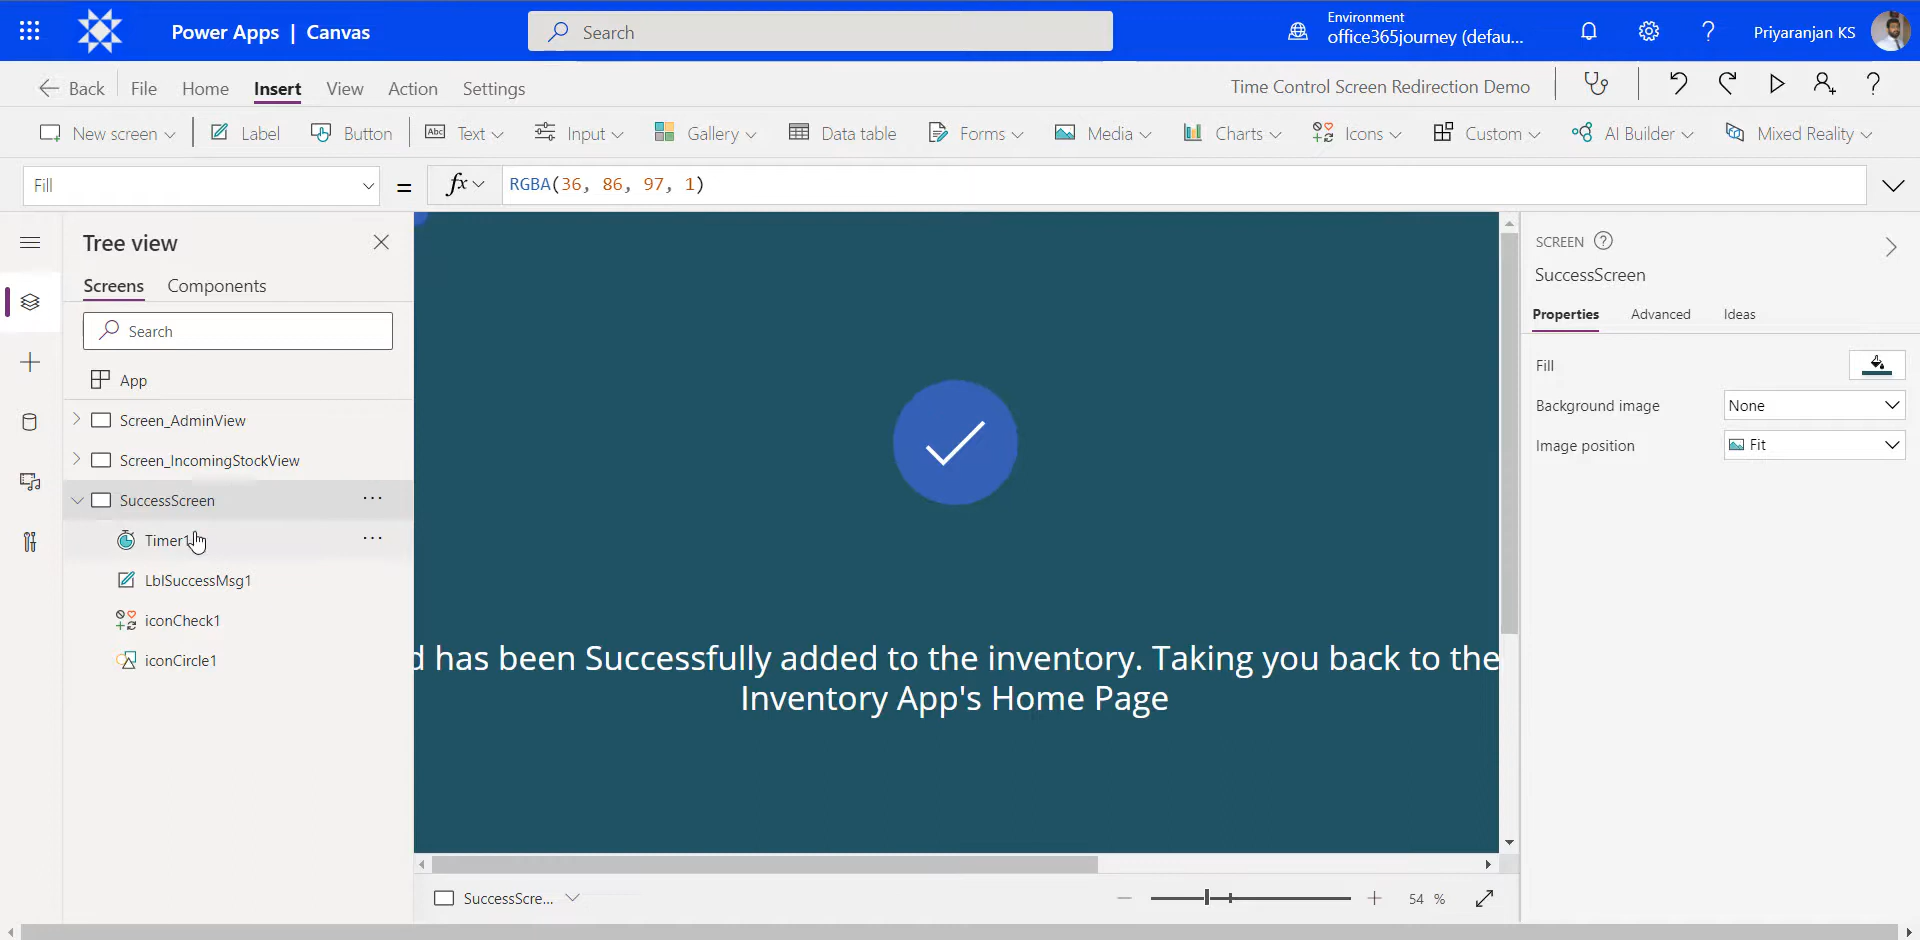 Power Apps | Canvas
Search
Environment
office365journey (defau...
Priyaranjan KS
Back
File
Home
Insert
View
Action
Settings
Time Control Screen Redirection Demo
New screen
Label
Button
Abc Text
Input
Gallery
Data table
Forms
Media
Charts
Icons
Custom
AI Builder
Mixed Reality
Fill
=
fx
RGBA(36, 86, 97, 1)
Tree view
Screens
Components
Search
App
Screen_AdminView
Screen_IncomingStockView
SuccessScreen
...
Timer1
...
LblSuccessMsg1
iconCheck1
iconCircle1
d has been Successfully added to the inventory. Taking you back to the
Inventory App's Home Page
SuccessScre...
54 %
SCREEN
SuccessScreen
Properties
Advanced
Ideas
Fill
Background image
None
Image position
Fit